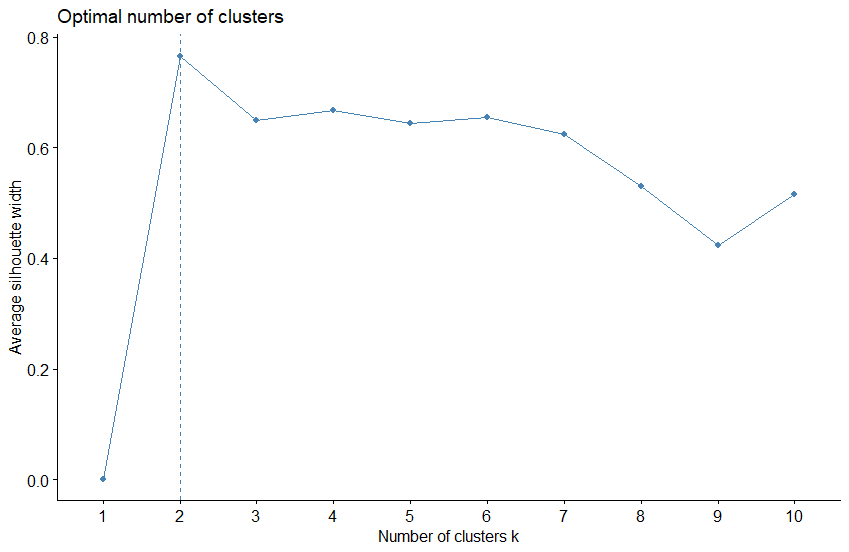 Optimal number of clusters
0.8
0.6
0.4
0.2
0.0
Average silhouette width
1 2 3 4 5 6 7 8 9 10
Number of clusters k